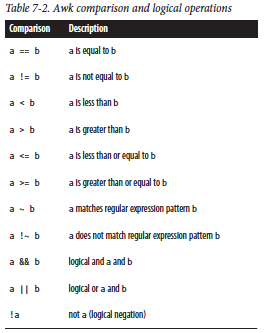 Table 7-2. Awk comparison and logical operations
Comparison Description
a == b a is equal to b
a != b a is not equal to b
a < b a is less than b
a > b a is greater than b
a <= b a is less than or equal to b
a >= b a is greater than or equal to b
a ~ b a matches regular expression pattern b
a !~ b a does not match regular expression pattern b
a && b logical and a and b
a || b logical or a and b
!a not a (logical negation)